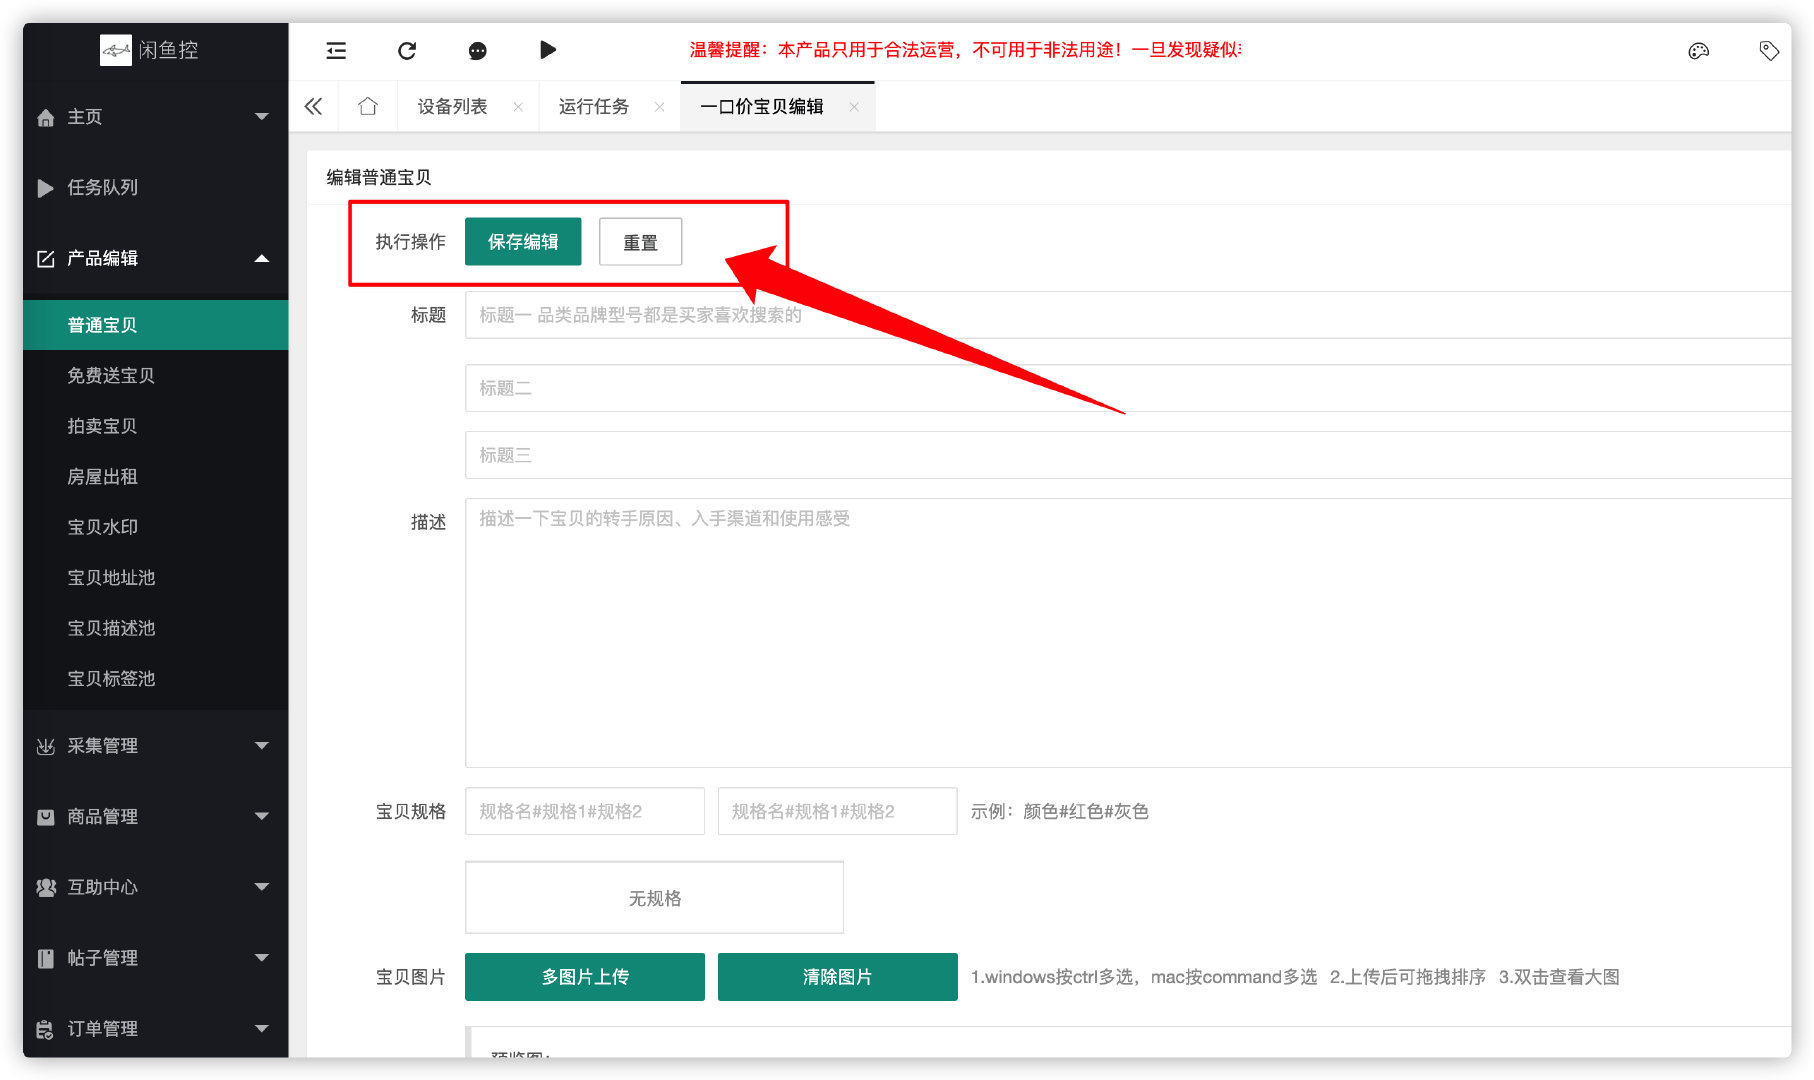 闲鱼控
温馨提醒：本产品只用于合法运营，不可用于非法用途！一旦发现疑似
主页
设备列表
运行任务
一口价宝贝编辑
编辑普通宝贝
任务队列
执行操作 保存编辑 重置
产品编辑
标题 标题一 品类品牌型号都是买家喜欢搜索的
普通宝贝
免费送宝贝
标题二
拍卖宝贝
标题三
房屋出租
描述 描述一下宝贝的转手原因、入手渠道和使用感受
宝贝水印
宝贝地址池
宝贝描述池
宝贝标签池
采集管理
商品管理
宝贝规格 规格名#规格1#规格2 规格名#规格1#规格2 示例：颜色#红色#灰色
互助中心
无规格
帖子管理
宝贝图片 多图片上传 清除图片 1.windows按ctrl多选，mac按command多选 2.上传后可拖拽排序 3.双击查看大图
订单管理
预览图: